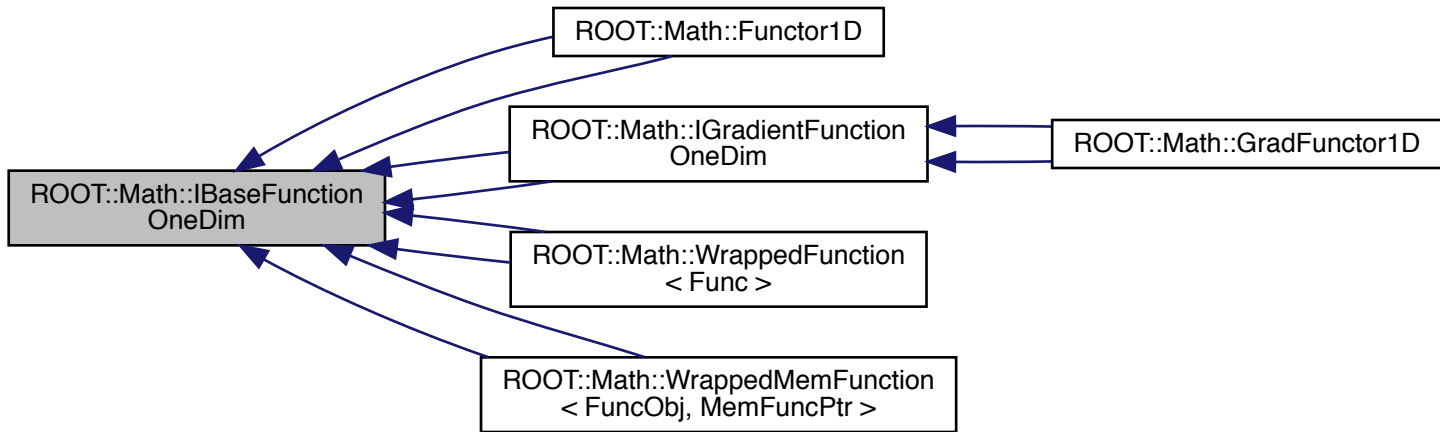 ROOT::Math::Functor1D
ROOT::Math::IGradientFunction
OneDim
ROOT::Math::GradFunctor1D
ROOT::Math::IBaseFunction
OneDim
ROOT::Math::WrappedFunction
< Func >
ROOT::Math::WrappedMemFunction
< FuncObj, MemFuncPtr >